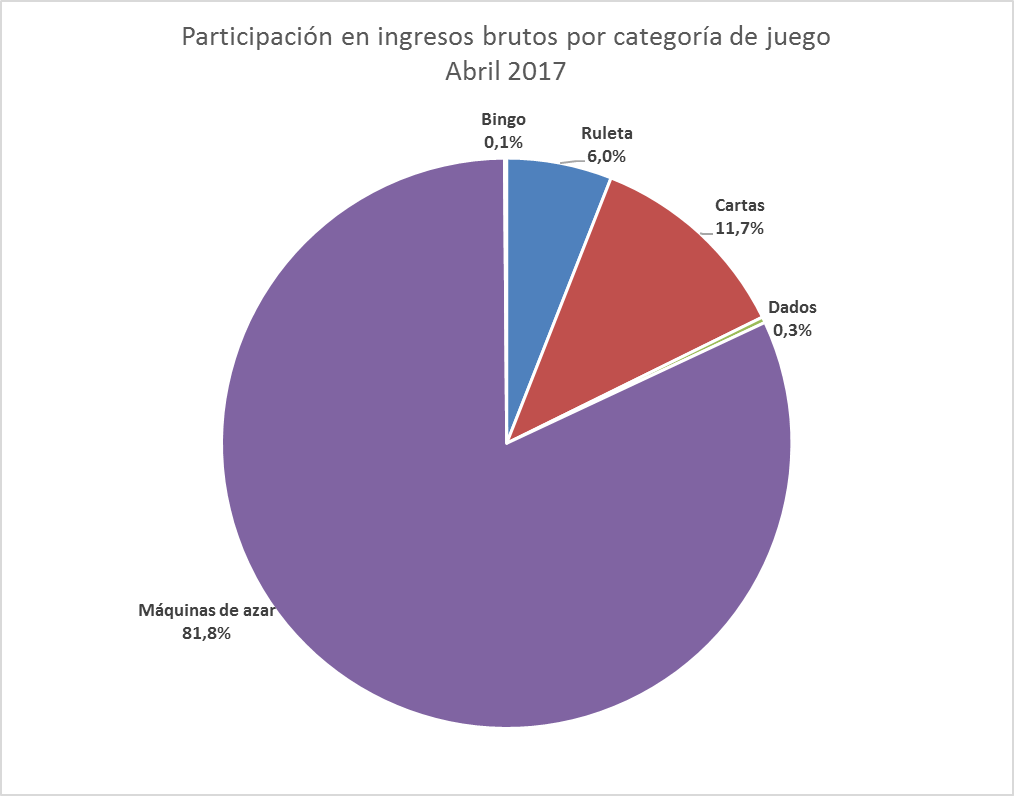 Participación en ingresos brutos por categoría de juego
Abril 2017
Bingo
0,1%
Ruleta
6,0%
Cartas
11,7%
Dados
0,3%
Máquinas de azar
81,8%